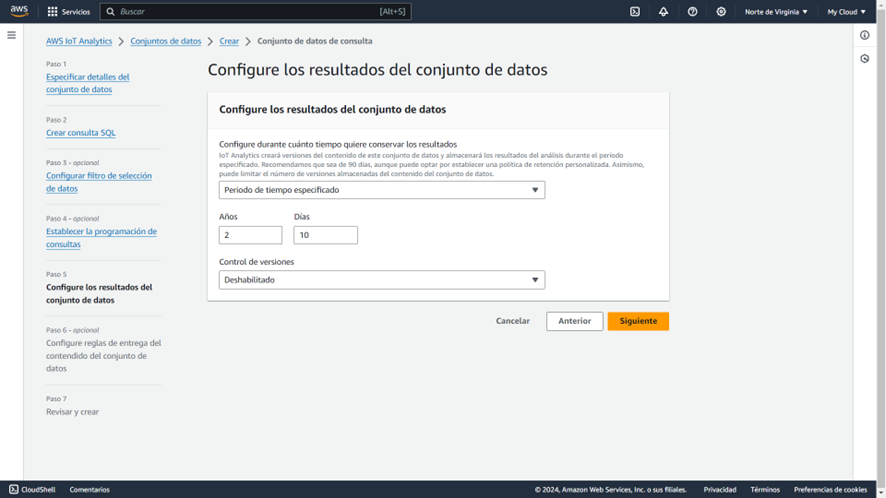 aws
Servicios
Buscar
[Alt+S]
Norte de Virginia
My Cloud
AWS IoT Analytics > Conjuntos de datos > Crear > Conjunto de datos de consulta
Paso 1
Especificar detalles del
conjunto de datos
Paso 2
Crear consulta SQL
Paso 3 - opcional
Configurar filtro de selección
de datos
Paso 4 - opcional
Establecer la programación de
consultas
Paso 5
Configure los resultados del
conjunto de datos
Paso 6 - opcional
Configure reglas de entrega del
contendido del conjunto de
datos
Paso 7
Revisar y crear
Configure los resultados del conjunto de datos
Configure los resultados del conjunto de datos
Configure durante cuánto tiempo quiere conservar los resultados
IoT Analytics creará versiones del contenido de este conjunto de datos y almacenará los resultados del análisis durante el período
especificado. Recomendamos que sea de 90 días, aunque puede optar por establecer una política de retención personalizada. Asimismo,
puede limitar el número de versiones almacenadas del contenido del conjunto de datos.
Periodo de tiempo especificado
Años
Días
2
10
Control de versiones
Deshabilitado
Cancelar
Anterior
Siguiente
CloudShell
Comentarios
© 2024, Amazon Web Services, Inc. o sus filiales.
Privacidad
Términos
Preferencias de cookies